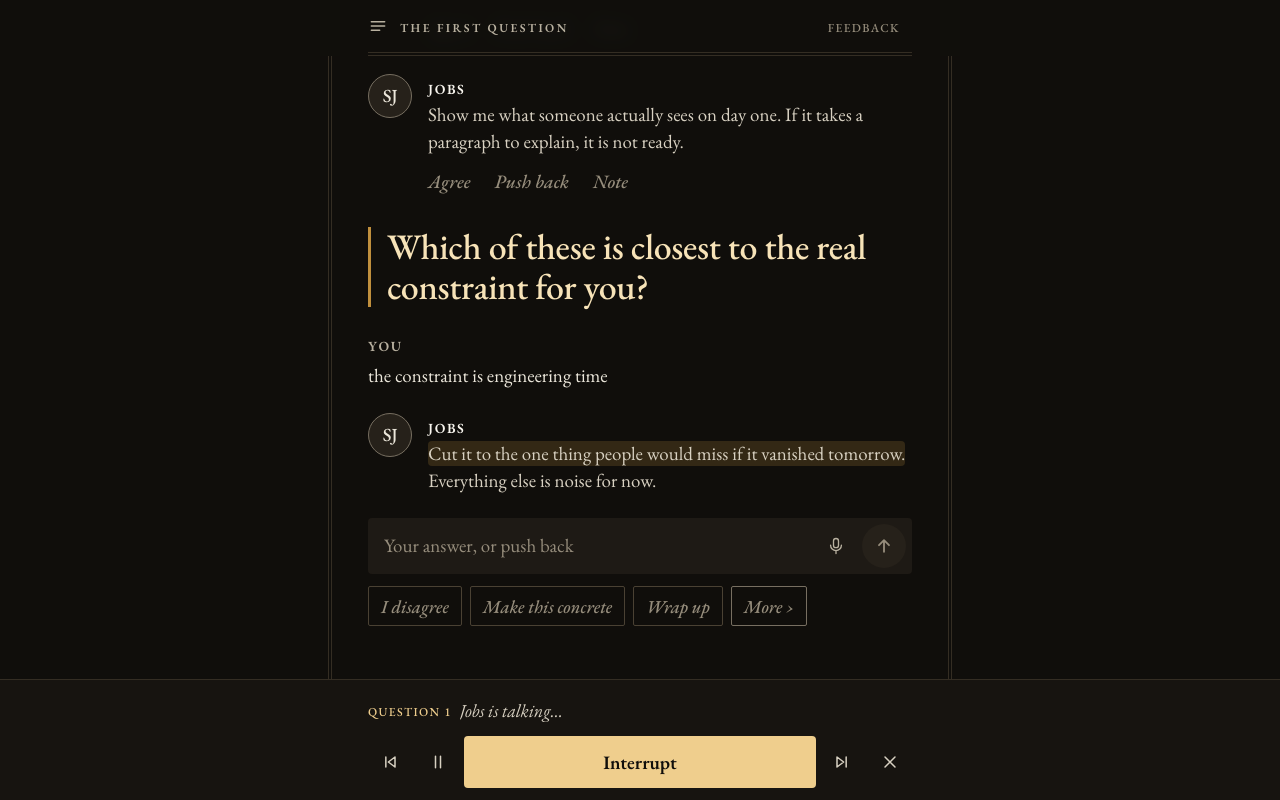 THE FIRST QUESTION
FEEDBACK
SJ
JOBS
Show me what someone actually sees on day one. If it takes a
paragraph to explain, it is not ready.
Agree Push back Note
Which of these is closest to the real
constraint for you?
YOU
the constraint is engineering time
SJ
JOBS
Cut it to the one thing people would miss if it vanished tomorrow.
Everything else is noise for now.
Your answer, or push back
I disagree Make this concrete Wrap up More ›
QUESTION 1 Jobs is talking...
Interrupt